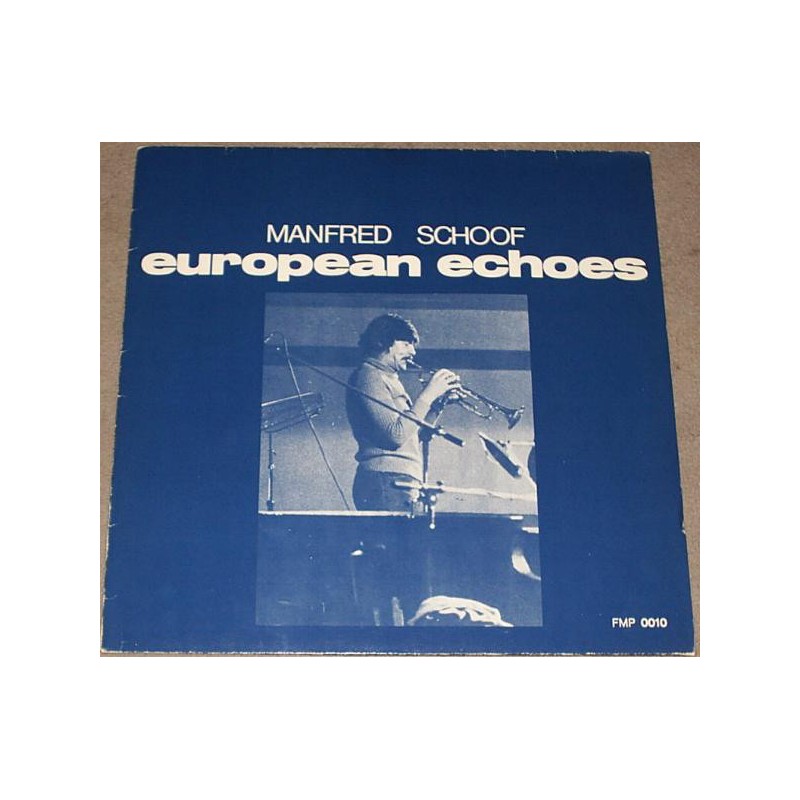 MANFRED SCHOOF
european echoes
FMP 0010